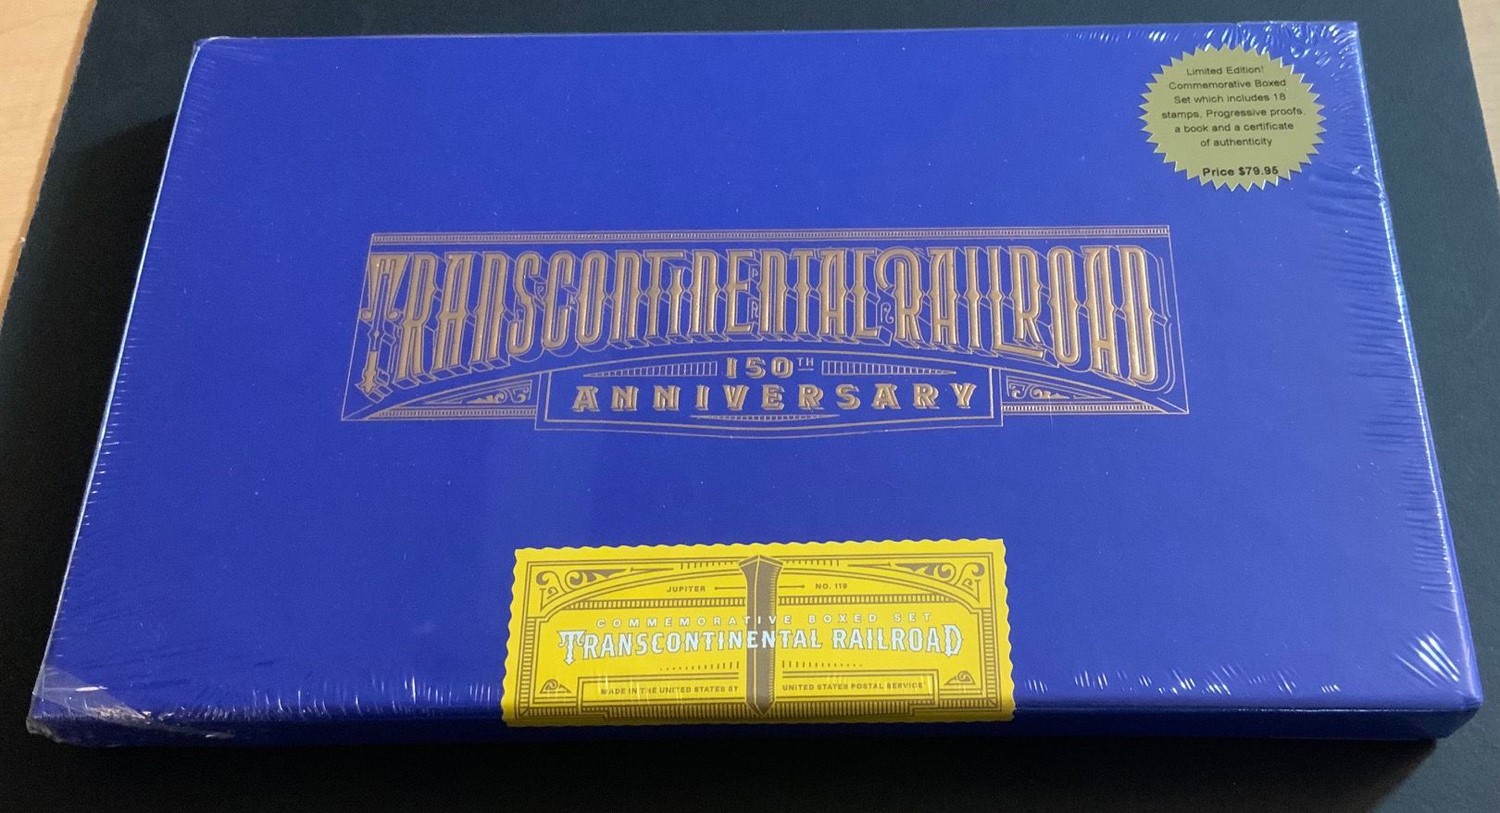 Limited Edition!
Commemorative Boxed
Set which includes 18
stamps, Progressive proofs,
a book and a certificate
of authenticity
Price $79.95
TRANSCONTINENTAL RAILROAD
150TH
ANNIVERSARY
JUPITER NO. 119
COMMEMORATIVE BOXED SET
TRANSCONTINENTAL RAILROAD
MADE IN THE UNITED STATES BY UNITED STATES POSTAL SERVICE